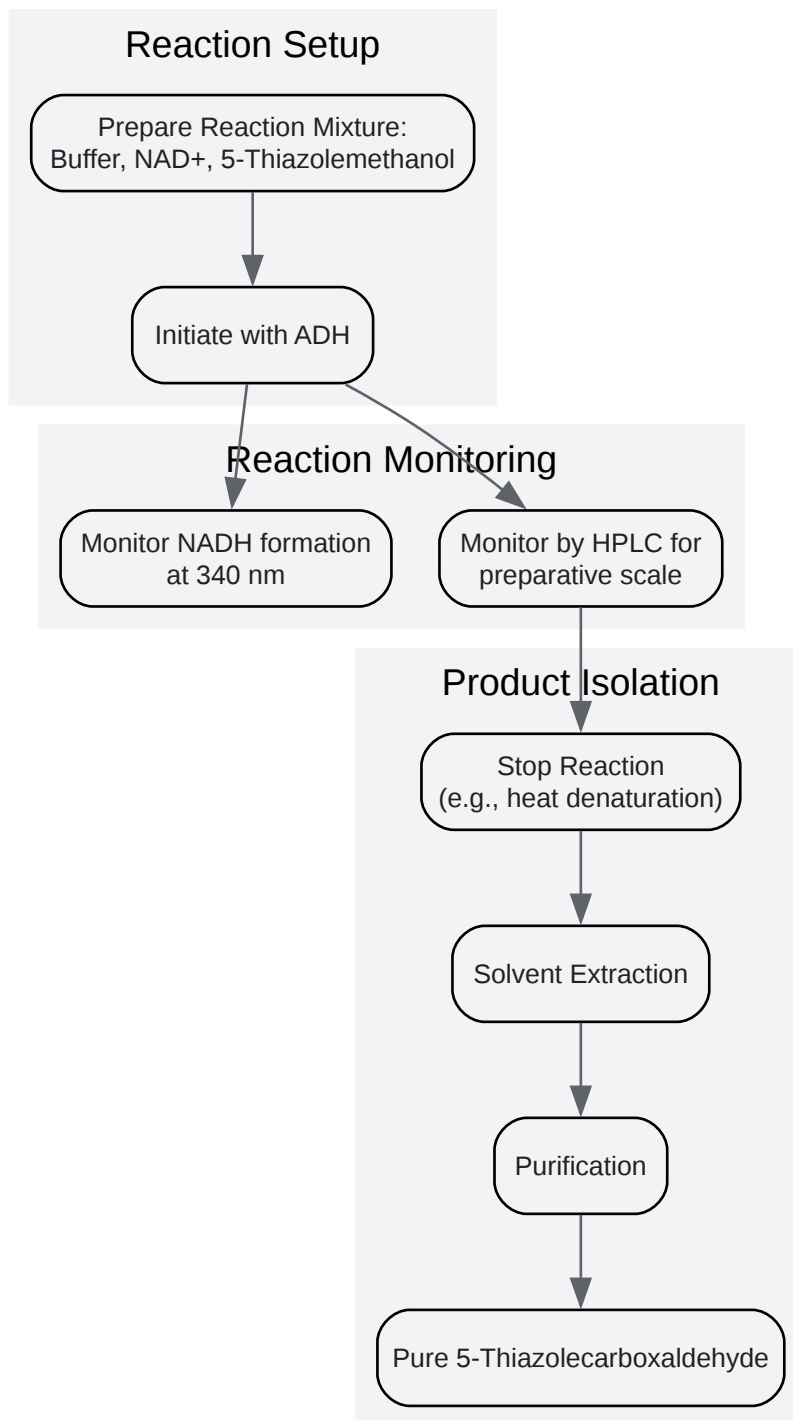 Reaction Setup
Prepare Reaction Mixture:
Buffer, NAD+, 5-Thiazolemethanol
Initiate with ADH
Reaction Monitoring
Monitor NADH formation
at 340 nm
Monitor by HPLC for
preparative scale
Product Isolation
Stop Reaction
(e.g., heat denaturation)
Solvent Extraction
Purification
Pure 5-Thiazolecarboxaldehyde